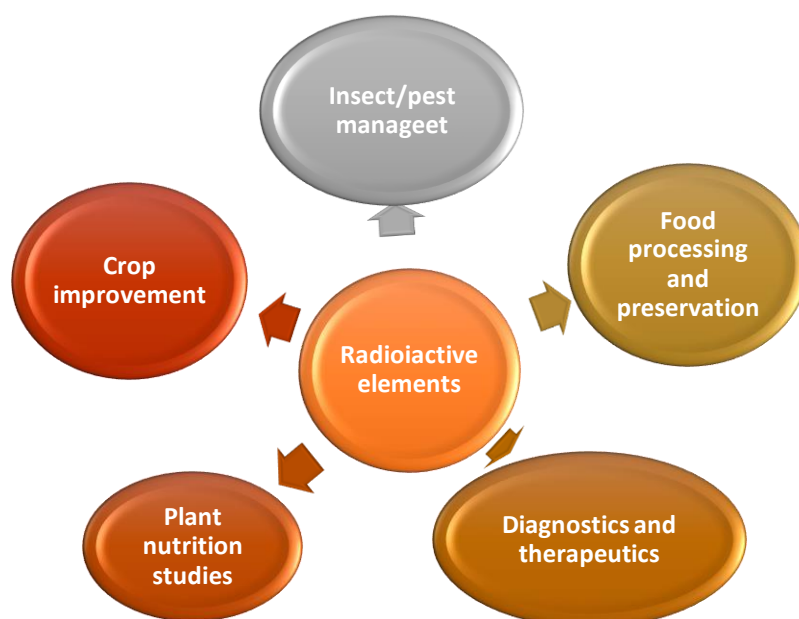 Insect/pest
manageet
Food
processing
and
preservation
Crop
improvement
Radioiactive
elements
Plant
nutrition
studies
Diagnostics and
therapeutics